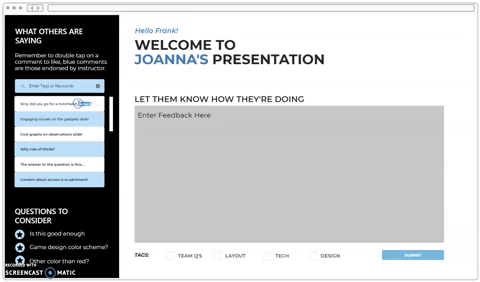 WHAT OTHERS ARE
SAYING
Remember to double tap on a
comment to like, blue comments
are those endorsed by instructor.
Enter Tags or Keywords
Why did you go for a minimalist
Engaging visuals on the gadgets slide!
Cool graphs on observations slide!
Why rule of thirds?
The answer to the question is this...
Content about access is so pertinent!
QUESTIONS TO
CONSIDER
Is this good enough
Game design color scheme?
Other color than red?
RECORDED WITH
SCREENCAST MATIC
Hello Frank!
WELCOME TO
JOANNA'S PRESENTATION
LET THEM KNOW HOW THEY'RE DOING
Enter Feedback Here
TAGS:
TEAM Q'S
LAYOUT
TECH
DESIGN
SUBMIT